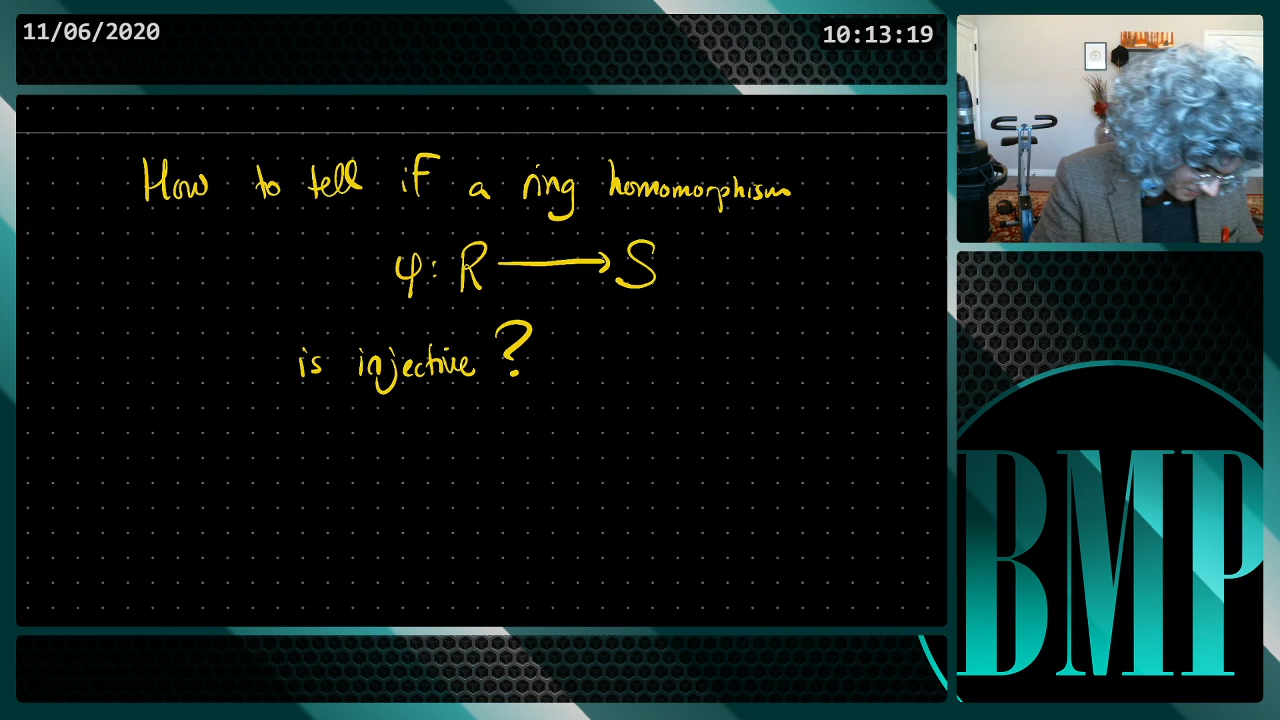 11/06/2020
10:13:19
How to tell if a ring homomorphism
φ: R ⟶ S
is injective?
BMP